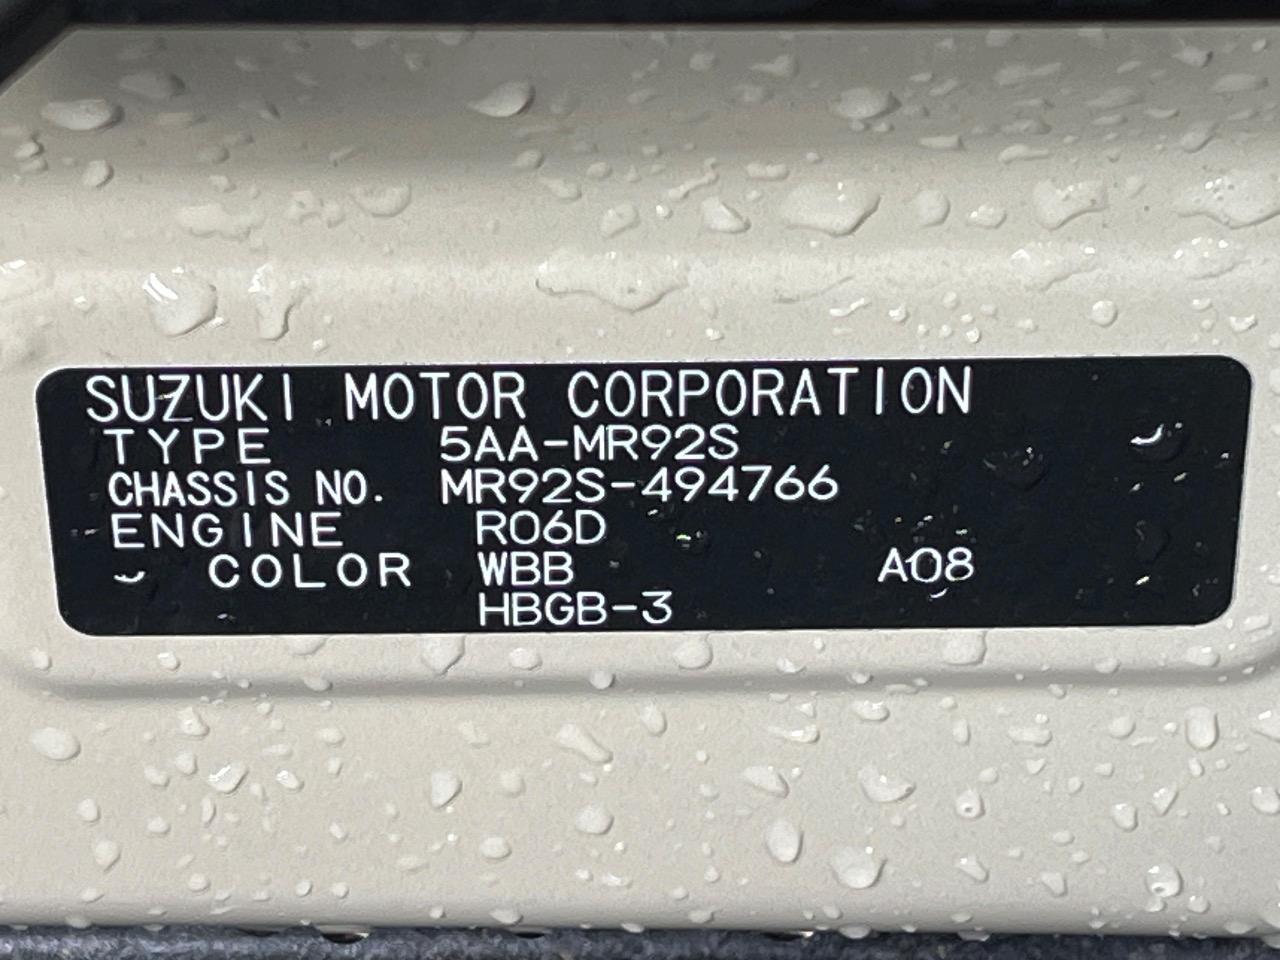 SUZUKI MOTOR CORPORATION
TYPE 5AA-MR92S
CHASSIS NO. MR92S-494766
ENGINE R06D
COLOR WBB A08
HBGB-3